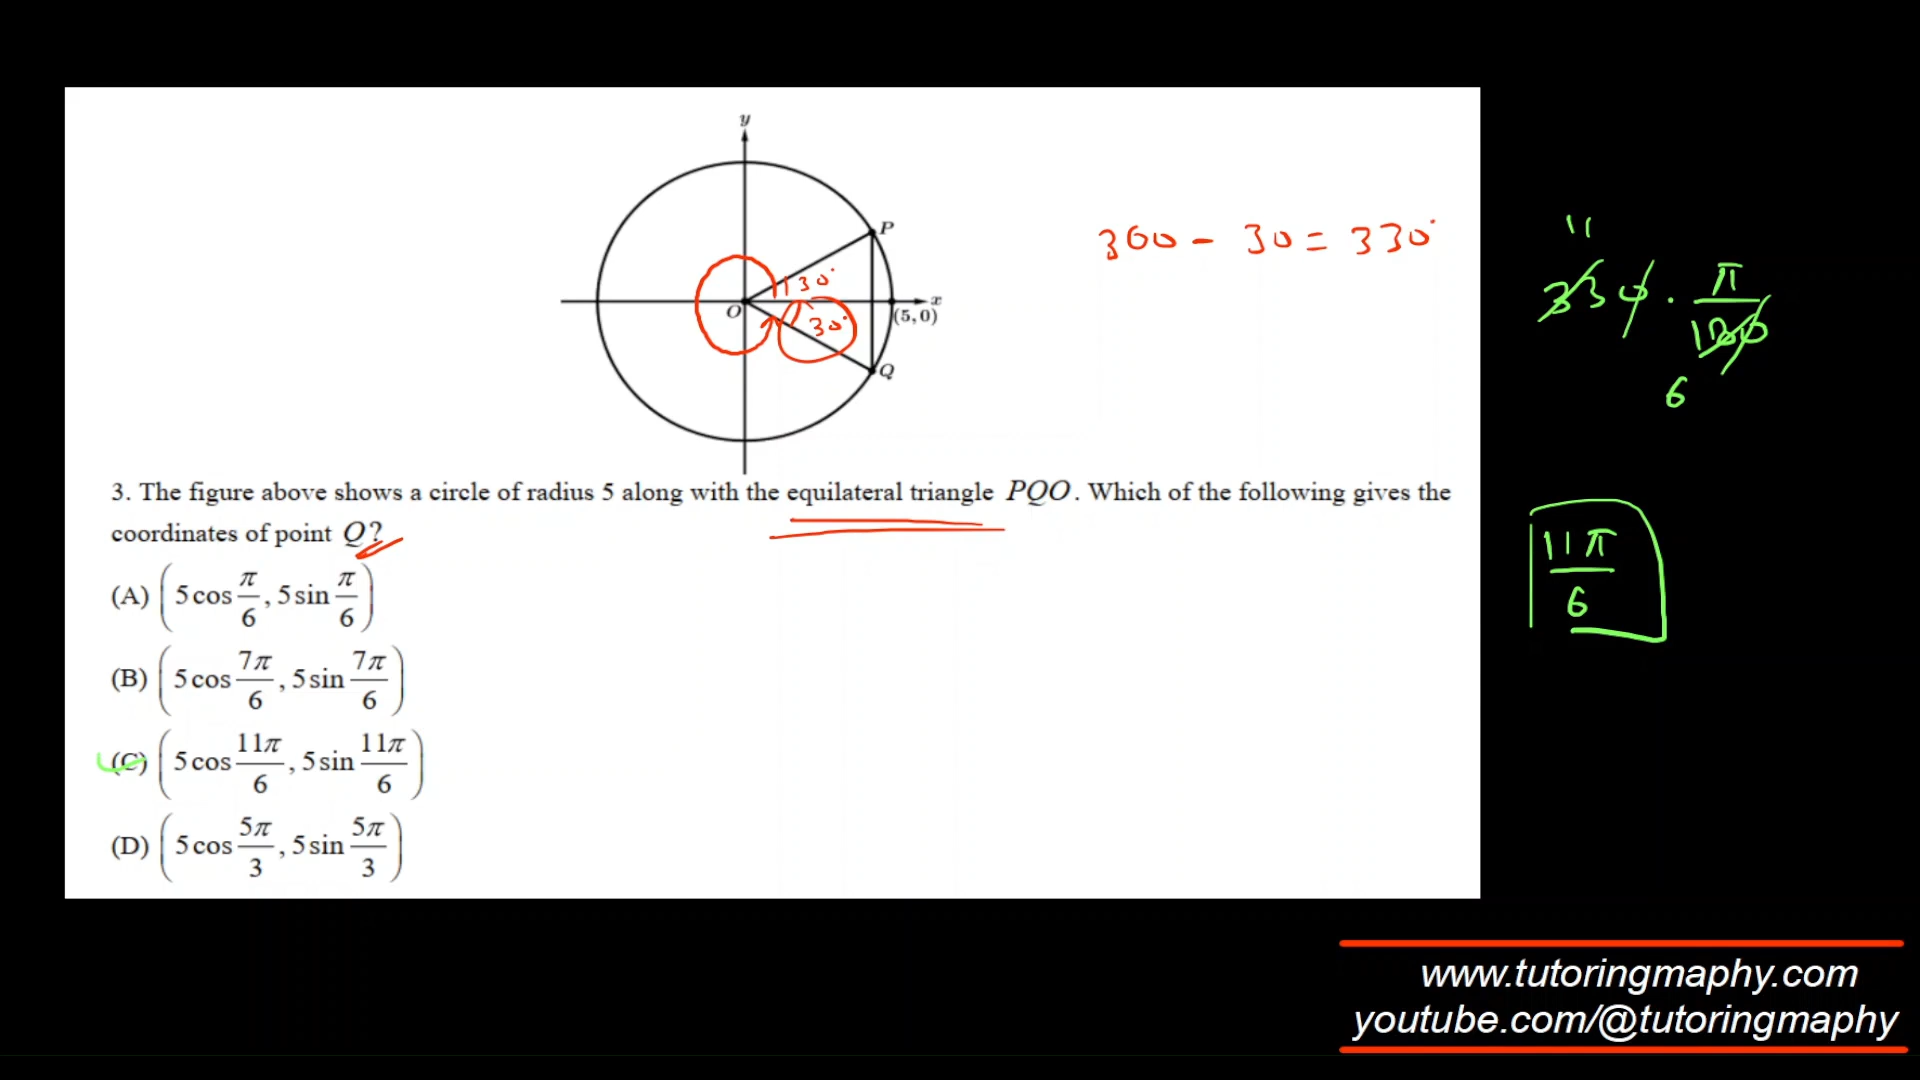 y
P
130°
x
O
30°
(5, 0)
Q
360 - 30 = 330°
11
330 · π/180
6
11π/6
3. The figure above shows a circle of radius 5 along with the equilateral triangle PQO. Which of the following gives the
coordinates of point Q?
(A) (5 cos π/6, 5 sin π/6)
(B) (5 cos 7π/6, 5 sin 7π/6)
(C) (5 cos 11π/6, 5 sin 11π/6)
(D) (5 cos 5π/3, 5 sin 5π/3)
www.tutoringmaphy.com
youtube.com/@tutoringmaphy